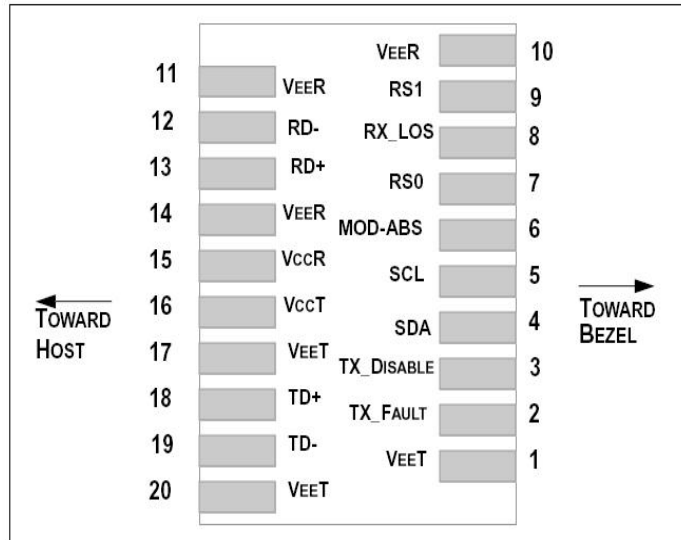 VEER 10
11 VEER
RS1 9
12 RD-
RX_LOS 8
13 RD+
RS0 7
14 VEER
MOD-ABS 6
15 VCCR
SCL 5
16 VCCT
SDA 4
17 VEET
TX_DISABLE 3
18 TD+
TX_FAULT 2
19 TD-
VEET 1
20 VEET
TOWARD
HOST
TOWARD
BEZEL